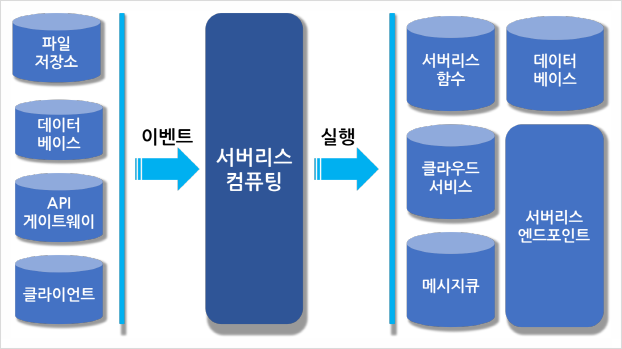 파일
저장소
데이터
베이스
API
게이트웨이
클라이언트
이벤트
서버리스
컴퓨팅
실행
서버리스
함수
데이터
베이스
클라우드
서비스
메시지큐
서버리스
엔드포인트